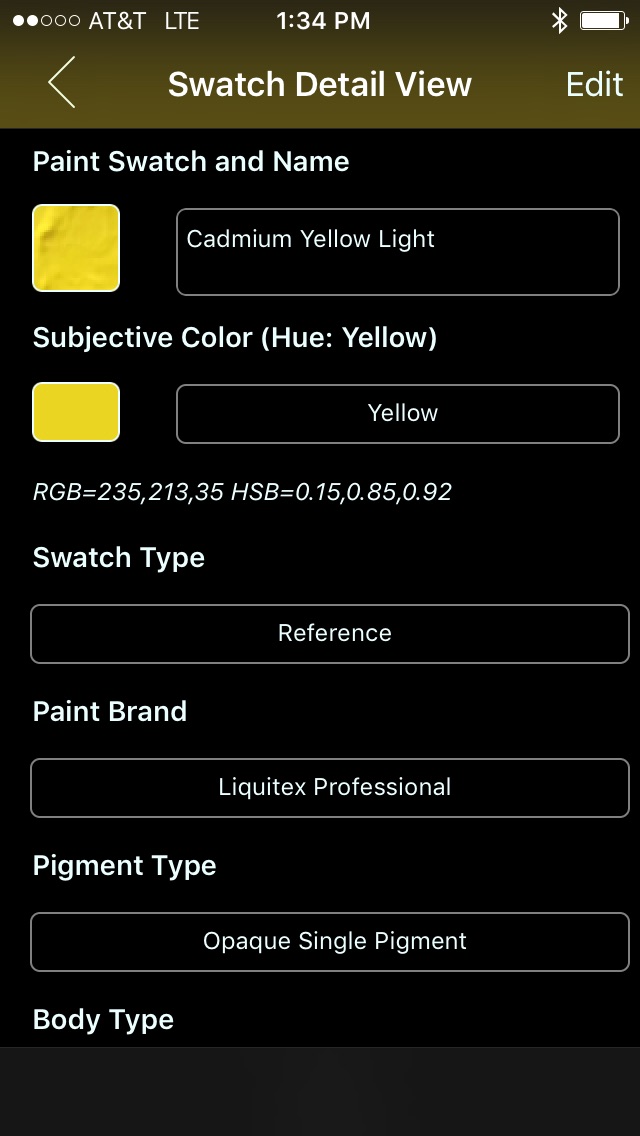 AT&T LTE 1:34 PM
Swatch Detail View Edit
Paint Swatch and Name
Cadmium Yellow Light
Subjective Color (Hue: Yellow)
Yellow
RGB=235,213,35 HSB=0.15,0.85,0.92
Swatch Type
Reference
Paint Brand
Liquitex Professional
Pigment Type
Opaque Single Pigment
Body Type